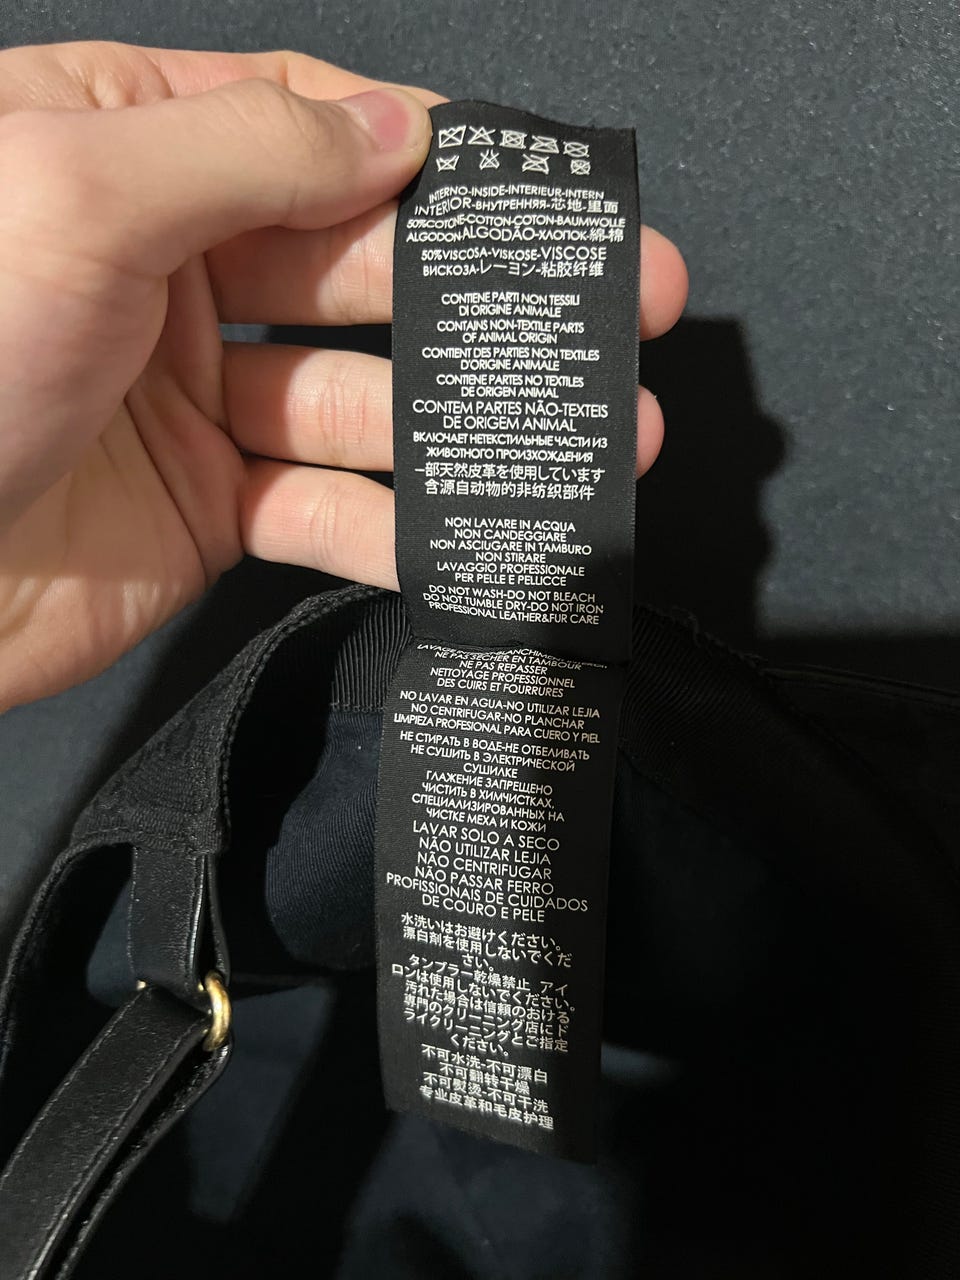 INTERNO-INSIDE-INTERIEUR-INTERN
INTERIOR-ВНУТРЕННЯЯ-芯地-里面
50%COTONE-COTTON-COTON-BAUMWOLLE
ALGODON-ALGODÃO-ХЛОПОК-綿-棉
50%VISCOSA-VISKOSE-VISCOSE
ВИСКОЗА-レーヨン-粘胶纤维
CONTIENE PARTI NON TESSILI
DI ORIGINE ANIMALE
CONTAINS NON-TEXTILE PARTS
OF ANIMAL ORIGIN
CONTIENT DES PARTIES NON TEXTILES
D'ORIGINE ANIMALE
CONTIENE PARTES NO TEXTILES
DE ORIGEN ANIMAL
CONTEM PARTES NÃO-TEXTEIS
DE ORIGEM ANIMAL
ВКЛЮЧАЕТ НЕТЕКСТИЛЬНЫЕ ЧАСТИ ИЗ
ЖИВОТНОГО ПРОИЗХОЖДЕНИЯ
一部天然皮革を使用しています
含源自动物的非纺织部件
NON LAVARE IN ACQUA
NON CANDEGGIARE
NON ASCIUGARE IN TAMBURO
NON STIRARE
LAVAGGIO PROFESSIONALE
PER PELLE E PELLICCE
DO NOT WASH-DO NOT BLEACH
DO NOT TUMBLE DRY-DO NOT IRON
PROFESSIONAL LEATHER&FUR CARE
NE PAS SECHER EN TAMBOUR
NE PAS REPASSER
NETTOYAGE PROFESSIONNEL
DES CUIRS ET FOURRURES
NO LAVAR EN AGUA-NO UTILIZAR LEJIA
NO CENTRIFUGAR-NO PLANCHAR
LIMPIEZA PROFESIONAL PARA CUERO Y PIEL
НЕ СТИРАТЬ В ВОДЕ-НЕ ОТБЕЛИВАТЬ
НЕ СУШИТЬ В ЭЛЕКТРИЧЕСКОЙ
СУШИЛКЕ
ГЛАЖЕНИЕ ЗАПРЕЩЕНО
ЧИСТИТЬ В ХИМЧИСТКАХ,
СПЕЦИАЛИЗИРОВАННЫХ НА
ЧИСТКЕ МЕХА И КОЖИ
LAVAR SOLO A SECO
NÃO UTILIZAR LEJIA
NÃO CENTRIFUGAR
NÃO PASSAR FERRO
PROFISSIONAIS DE CUIDADOS
DE COURO E PELE
水洗いはお避けください。
漂白剤を使用しないでくだ
さい。
タンブラー乾燥禁止 アイ
ロンは使用しないでください。
汚れた場合は信頼のおける
専門のクリーニング店にド
ライクリーニングとご指定
ください。
不可水洗-不可漂白
不可翻转干燥
不可熨烫-不可干洗
专业皮革和毛皮护理